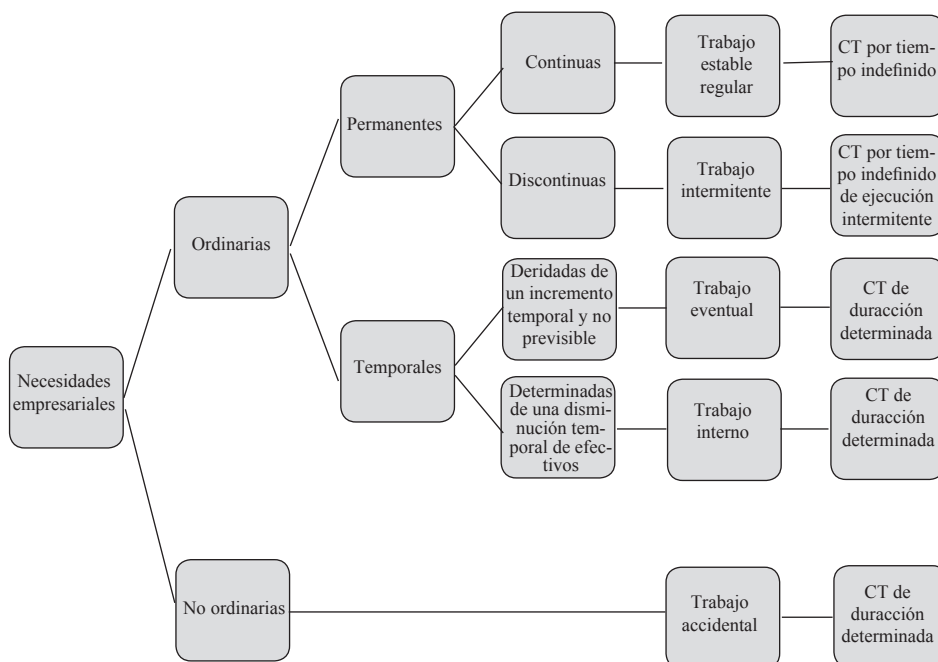 Continuas
Trabajo
estable
regular
CT por tiem-
po indefinido
Permanentes
Discontinuas
Trabajo
intermitente
CT por tiem-
po indefinido
de ejecución
intermitente
Ordinarias
Deridadas de
un incremento
temporal y no
previsible
Trabajo
eventual
CT de
duracción
determinada
Temporales
Determinadas
de una dismi-
nución tem-
poral de efec-
tivos
Trabajo
interno
CT de
duracción
determinada
Necesidades
empresariales
No ordinarias
Trabajo
accidental
CT de
duracción
determinada